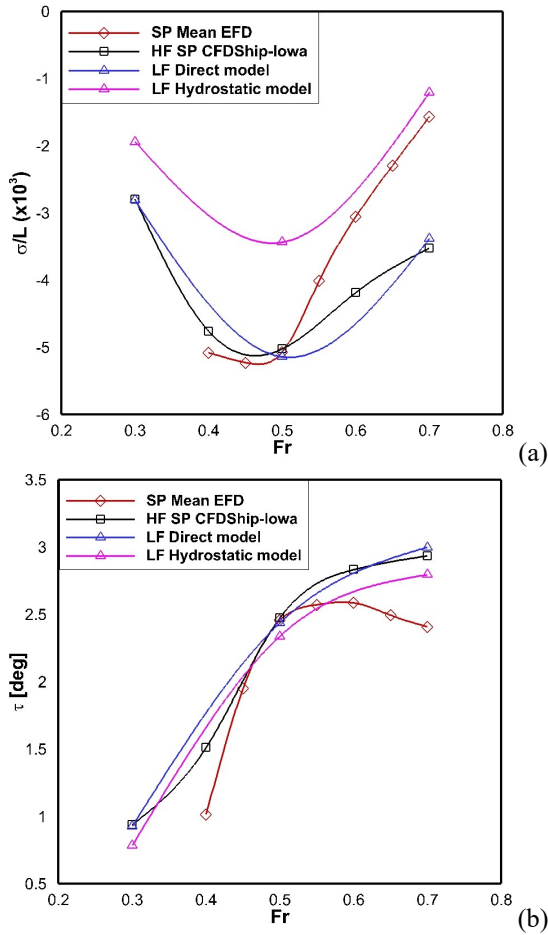 0
-1
-2
-3
-4
-5
-6
σ/L (x10³)
SP Mean EFD
HF SP CFDShip-Iowa
LF Direct model
LF Hydrostatic model
0.2 0.3 0.4 0.5 0.6 0.7 0.8
Fr
(a)
3.5
3
2.5
2
1.5
1
0.5
τ [deg]
SP Mean EFD
HF SP CFDShip-Iowa
LF Direct model
LF Hydrostatic model
0.2 0.3 0.4 0.5 0.6 0.7 0.8
Fr
(b)